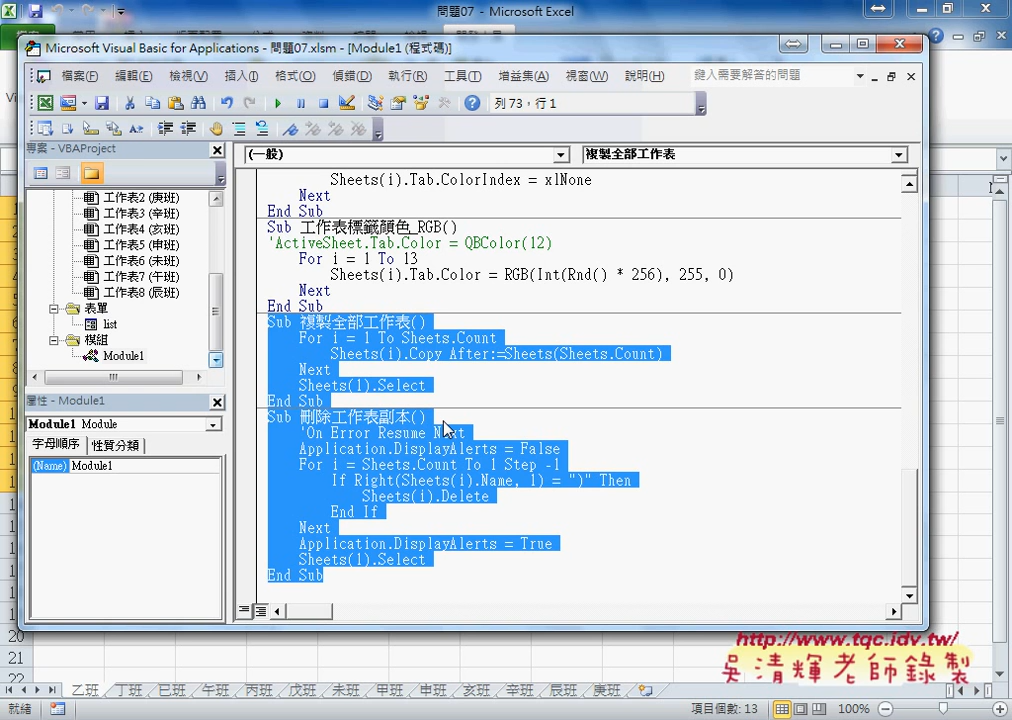 問題07 - Microsoft Excel
Microsoft Visual Basic for Applications - 問題07.xlsm - [Module1 (程式碼)]
檔案(F) 編輯(E) 檢視(V) 插入(I) 格式(O) 偵錯(D) 執行(R) 工具(T) 增益集(A) 視窗(W) 說明(H) 鍵入需要解答的問題
列 73，行 1
專案 - VBAProject
(一般)
複製全部工作表
工作表2 (庚班)
工作表3 (辛班)
工作表4 (亥班)
工作表5 (申班)
工作表6 (未班)
工作表7 (午班)
工作表8 (辰班)
表單
list
模組
Module1
屬性 - Module1
Module1 Module
字母順序 性質分類
(Name) Module1
Sheets(i).Tab.ColorIndex = xlNone
Next
End Sub
Sub 工作表標籤顏色_RGB()
'ActiveSheet.Tab.Color = QBColor(12)
For i = 1 To 13
Sheets(i).Tab.Color = RGB(Int(Rnd() * 256), 255, 0)
Next
End Sub
Sub 複製全部工作表()
For i = 1 To Sheets.Count
Sheets(i).Copy After:=Sheets(Sheets.Count)
Next
Sheets(1).Select
End Sub
Sub 刪除工作表副本()
'On Error Resume Next
Application.DisplayAlerts = False
For i = Sheets.Count To 1 Step -1
If Right(Sheets(i).Name, 1) = ")" Then
Sheets(i).Delete
End If
Next
Application.DisplayAlerts = True
Sheets(1).Select
End Sub
20
21
22
http://www.tqc.idv.tw/
吳清輝老師錄製
乙班 丁班 己班 午班 丙班 戊班 未班 甲班 申班 亥班 辛班 辰班 庚班
就緒
項目個數: 13
100%